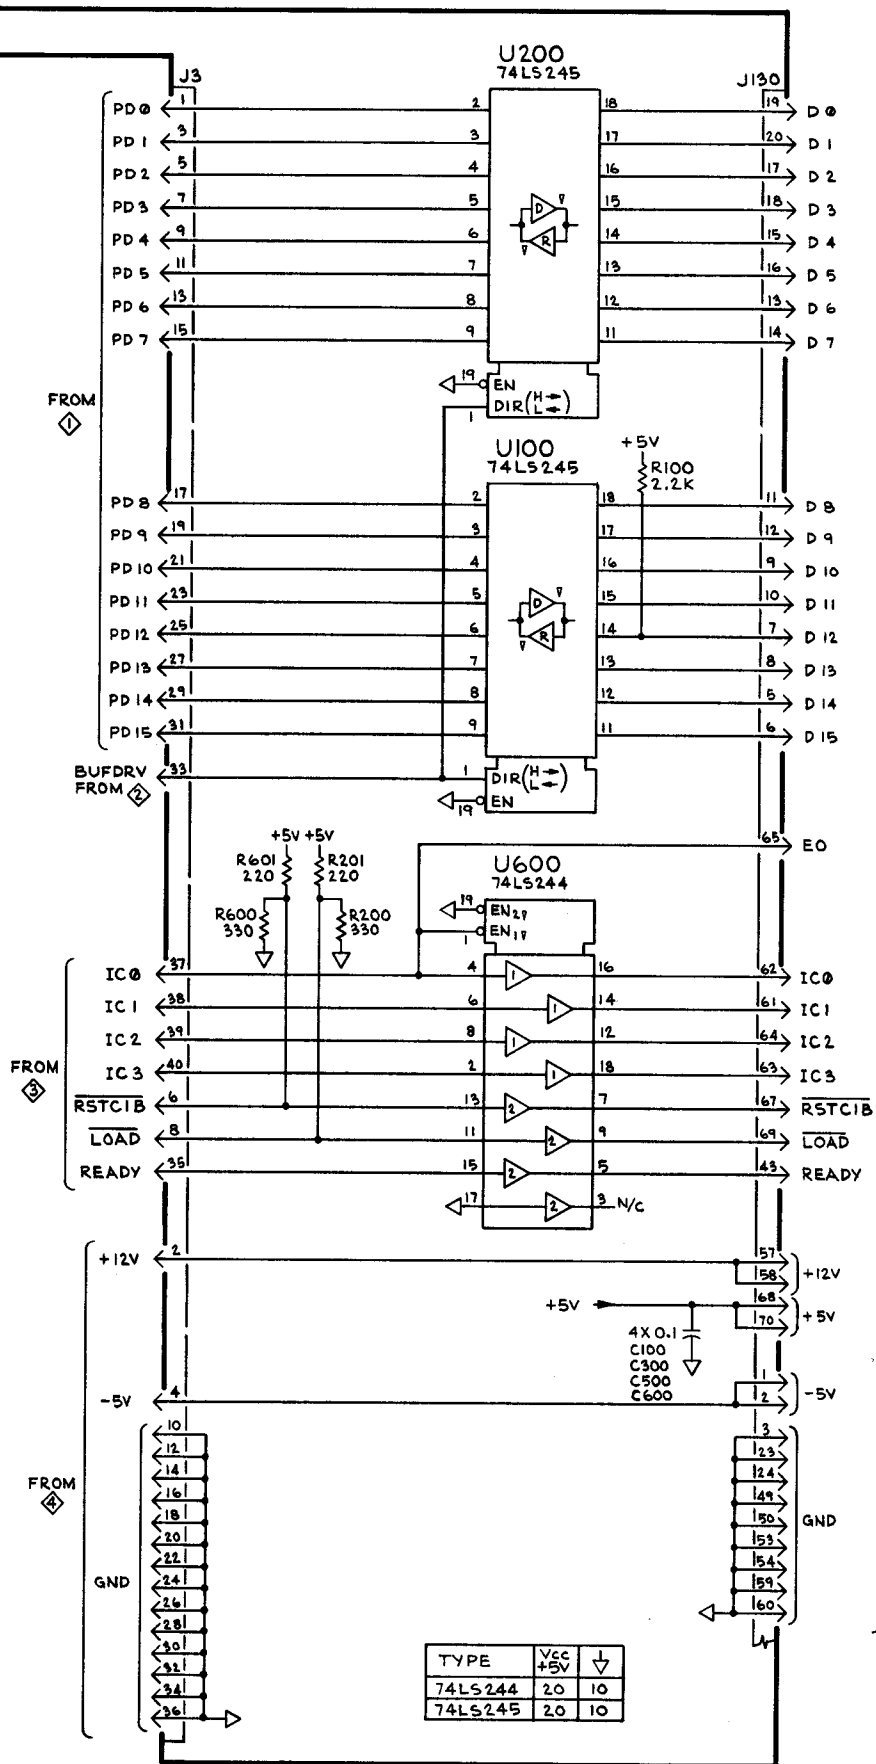 U200
74LS245
J3
J130
PD0 1 2 18 19 D0
PD1 3 3 17 20 D1
PD2 5 4 16 17 D2
PD3 7 5 15 18 D3
PD4 9 6 14 15 D4
PD5 11 7 13 16 D5
PD6 13 8 12 13 D6
PD7 15 9 11 14 D7
D
R
19 EN
DIR (H→
L←)
1
FROM
1
U100
74LS245
+5V
R100
2.2K
PD8 17 2 18 11 D8
PD9 19 3 17 12 D9
PD10 21 4 16 9 D10
PD11 23 5 15 10 D11
PD12 25 6 14 7 D12
PD13 27 7 13 8 D13
PD14 29 8 12 5 D14
PD15 31 9 11 6 D15
D
R
BUFDRV 33
FROM 2
1 DIR (H→
L←)
19 EN
65 EO
+5V +5V
R601
220
R201
220
R600
330
R200
330
U600
74LS244
19 EN2▽
1 EN1▽
IC0 37 4 1 16 62 IC0
IC1 38 6 1 14 61 IC1
IC2 39 8 1 12 64 IC2
IC3 40 2 1 18 63 IC3
FROM
3
RSTCIB 6 13 2 7 67 RSTCIB
LOAD 8 11 2 9 69 LOAD
READY 35 15 2 5 43 READY
17 2 3 N/C
+12V 2 57
58 +12V
+5V 68
70 +5V
4X0.1
C100
C300
C500
C600
-5V 4 1
2 -5V
10 3
12 23
14 24
16 49
18 50
20 53
22 54
24 59
26 60
28
30
32
34
36
FROM
4
GND
GND
TYPE VCC +5V ▽
74LS244 20 10
74LS245 20 10